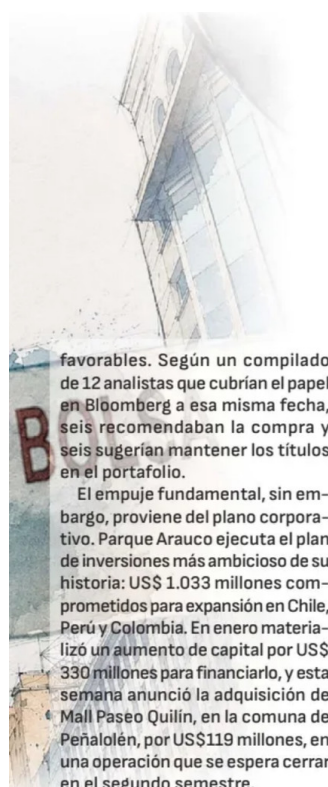 favorables. Según un compilado
de 12 analistas que cubrían el papel
en Bloomberg a esa misma fecha,
seis recomendaban la compra y
seis sugerían mantener los títulos
en el portafolio.
El empuje fundamental, sin em-
bargo, proviene del plano corpora-
tivo. Parque Arauco ejecuta el plan
de inversiones más ambicioso de su
historia: US$ 1.033 millones com-
prometidos para expansión en Chile,
Perú y Colombia. En enero materia-
lizó un aumento de capital por US$
330 millones para financiarlo, y esta
semana anunció la adquisición de
Mall Paseo Quilín, en la comuna de
Peñalolén, por US$119 millones, en
una operación que se espera cerrar
en el segundo semestre.
BOLSA